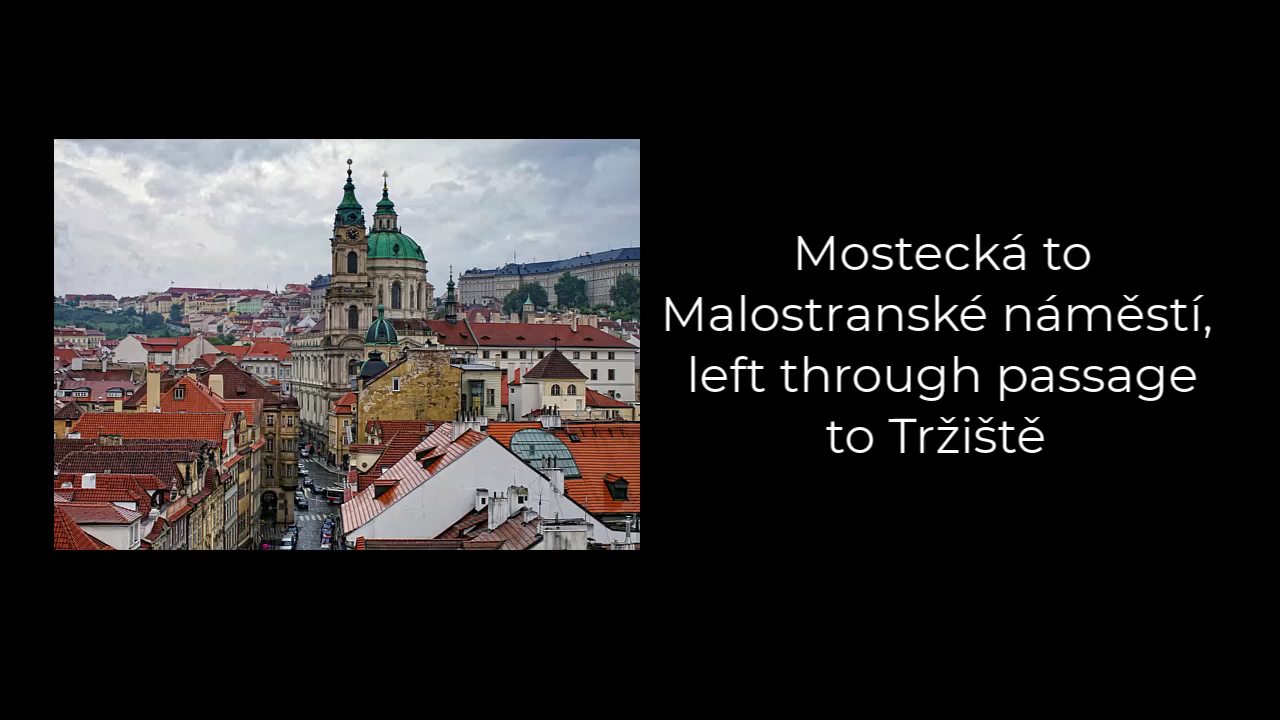 Mostecká to
Malostranské náměstí,
left through passage
to Tržiště